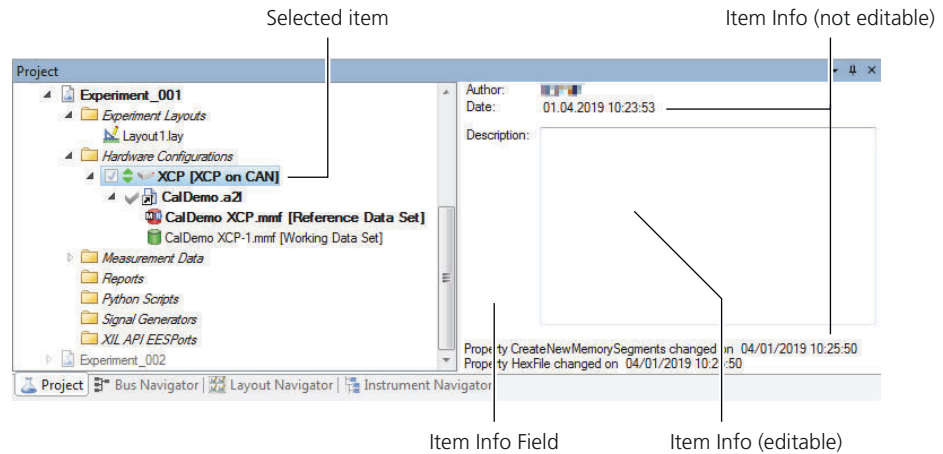 Selected item
Item Info (not editable)
Project
Experiment_001
Experiment Layouts
Layout1.lay
Hardware Configurations
XCP [XCP on CAN]
CalDemo.a2l
CalDemo XCP.mmf [Reference Data Set]
CalDemo XCP-1.mmf [Working Data Set]
Measurement Data
Reports
Python Scripts
Signal Generators
XIL API EESPorts
Experiment_002
Author:
Date: 01.04.2019 10:23:53
Description:
Property CreateNewMemorySegments changed on 04/01/2019 10:25:50
Property HexFile changed on 04/01/2019
Project Bus Navigator Layout Navigator Instrument Navigator
Item Info Field
Item Info (editable)